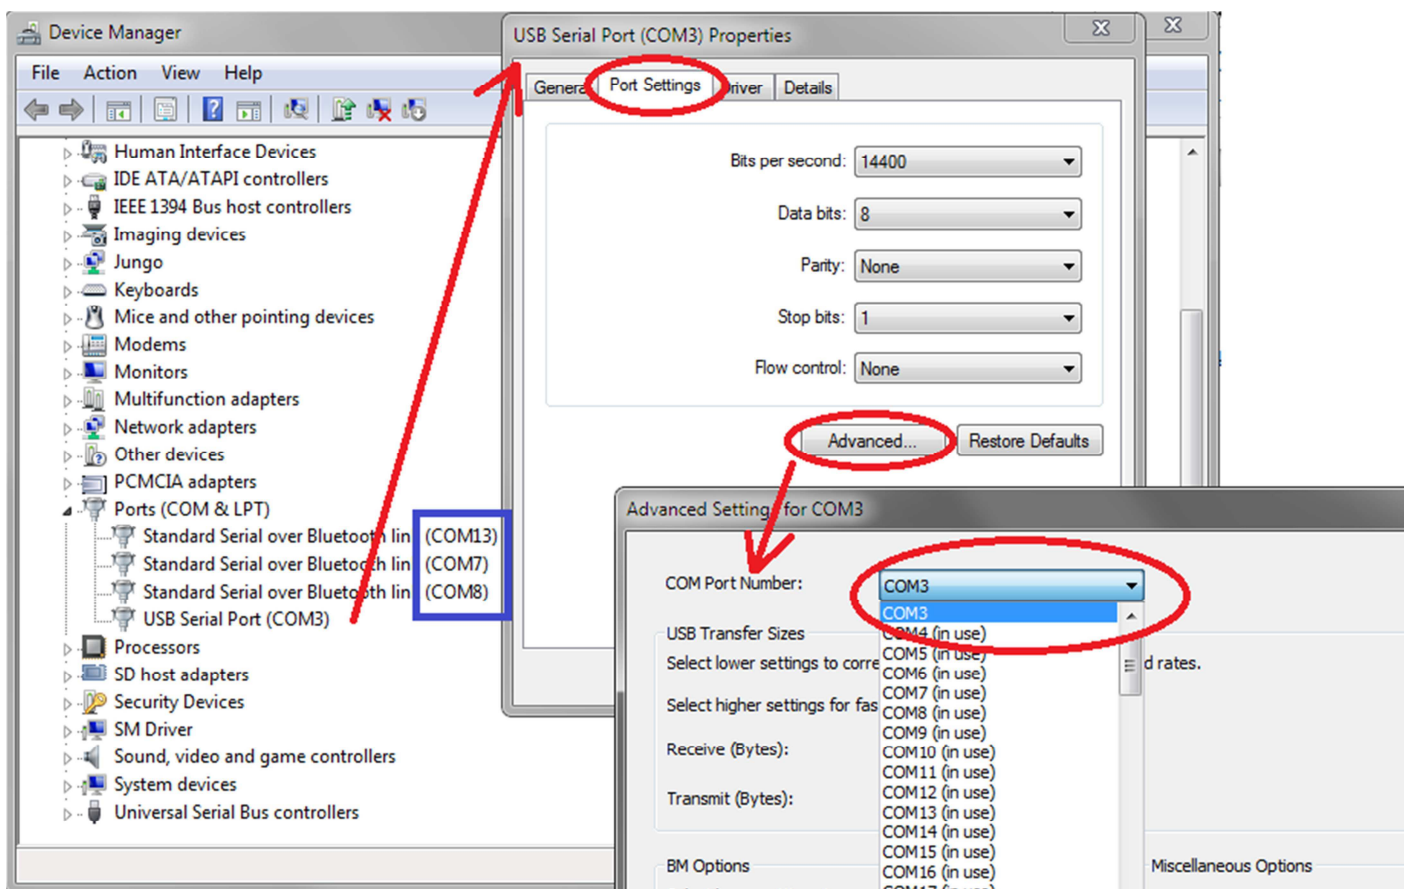 Device Manager
File Action View Help
Human Interface Devices
IDE ATA/ATAPI controllers
IEEE 1394 Bus host controllers
Imaging devices
Jungo
Keyboards
Mice and other pointing devices
Modems
Monitors
Multifunction adapters
Network adapters
Other devices
PCMCIA adapters
Ports (COM & LPT)
Standard Serial over Bluetooth lin (COM13)
Standard Serial over Bluetooth lin (COM7)
Standard Serial over Bluetooth lin (COM8)
USB Serial Port (COM3)
Processors
SD host adapters
Security Devices
SM Driver
Sound, video and game controllers
System devices
Universal Serial Bus controllers
USB Serial Port (COM3) Properties
General Port Settings Driver Details
Bits per second: 14400
Data bits: 8
Parity: None
Stop bits: 1
Flow control: None
Advanced... Restore Defaults
Advanced Settings for COM3
COM Port Number: COM3
COM3
COM4 (in use)
COM5 (in use)
COM6 (in use)
COM7 (in use)
COM8 (in use)
COM9 (in use)
COM10 (in use)
COM11 (in use)
COM12 (in use)
COM13 (in use)
COM14 (in use)
COM15 (in use)
COM16 (in use)
COM17 (in use)
USB Transfer Sizes
Select lower settings to corre d rates.
Select higher settings for fas
Receive (Bytes):
Transmit (Bytes):
BM Options
Miscellaneous Options